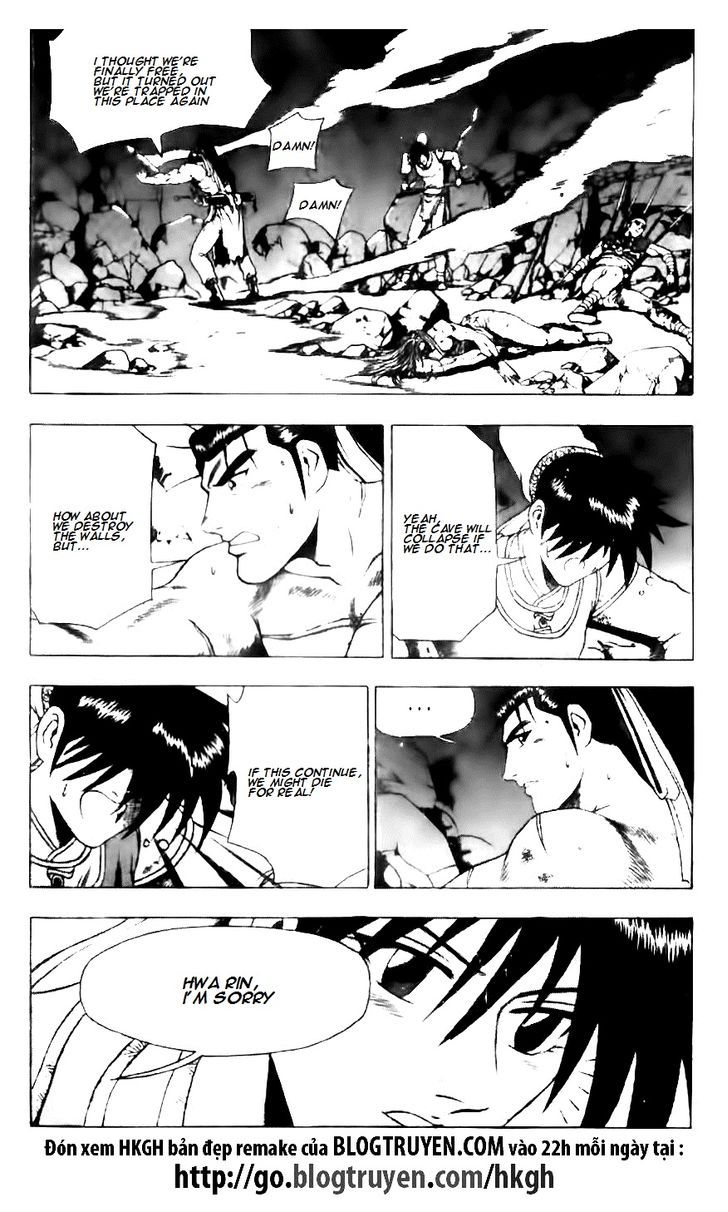 I THOUGHT WE'RE
FINALLY FREE,
BUT IT TURNED OUT
WE'RE TRAPPED IN
THIS PLACE AGAIN
DAMN!
DAMN!
HOW ABOUT
WE DESTROY
THE WALLS,
BUT...
YEAH,
THE CAVE WILL
COLLAPSE IF
WE DO THAT...
IF THIS CONTINUE,
WE MIGHT DIE
FOR REAL!
...
HWA RIN,
I'M SORRY
Đón xem HKGH bản đẹp remake của BLOGTRUYEN.COM vào 22h mỗi ngày tại :
http://go.blogtruyen.com/hkgh